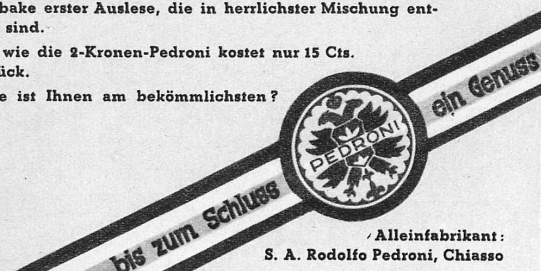 bake erster Auslese, die in herrlichster Mischung ent-
sind.
wie die 2-Kronen-Pedroni kostet nur 15 Cts.
ück.
e ist Ihnen am bekömmlichsten?
bis zum Schluss
PEDRONI
ein Genuss
Alleinfabrikant:
S. A. Rodolfo Pedroni, Chiasso